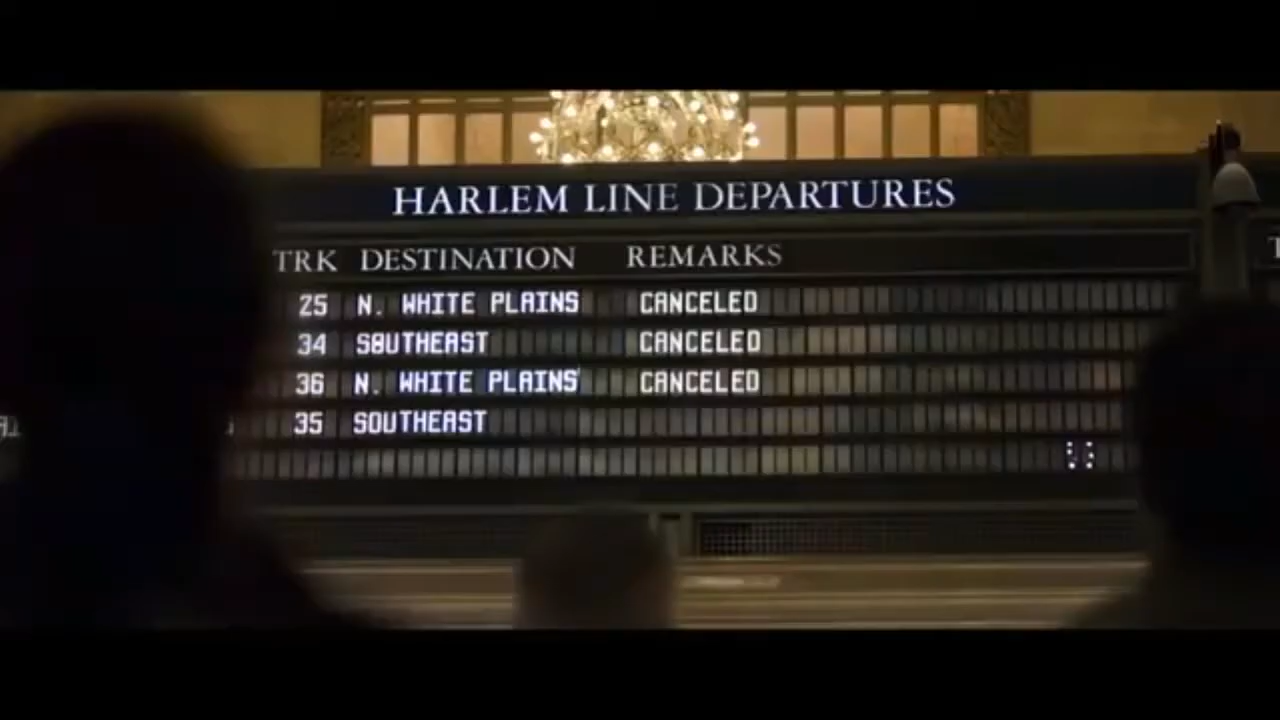 HARLEM LINE DEPARTURES
TRK DESTINATION REMARKS
25 N. WHITE PLAINS CANCELED
34 SOUTHEAST CANCELED
36 N. WHITE PLAINS CANCELED
35 SOUTHEAST